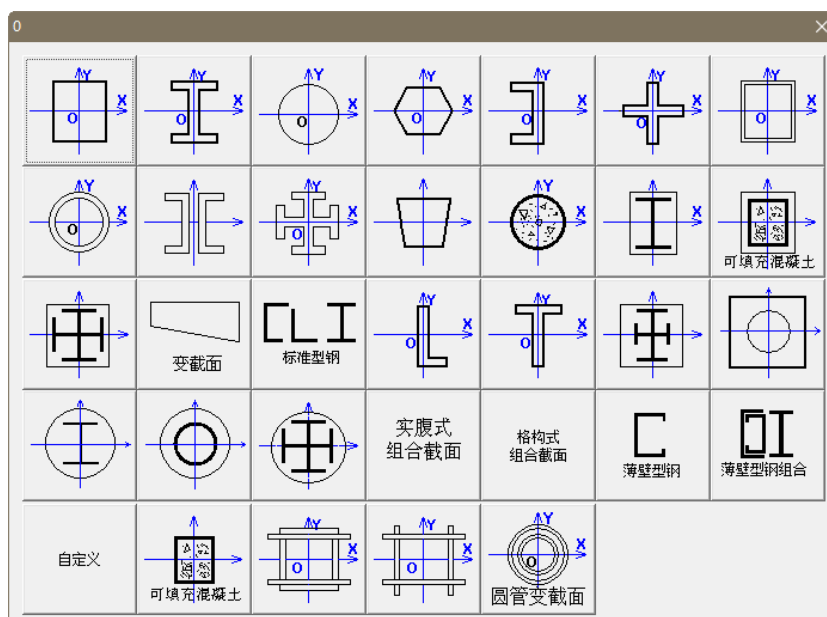 0
Y Y Y Y Y Y Y
X X X X X X X
O O O O O O O
Y Y Y Y Y
X X X X X
O O
可填充混凝土
Y Y Y
X X X
O O
变截面
标准型钢
实腹式
组合截面
格构式
组合截面
薄壁型钢
薄壁型钢组合
自定义
可填充混凝土
Y Y Y
X X X
O O O
圆管变截面